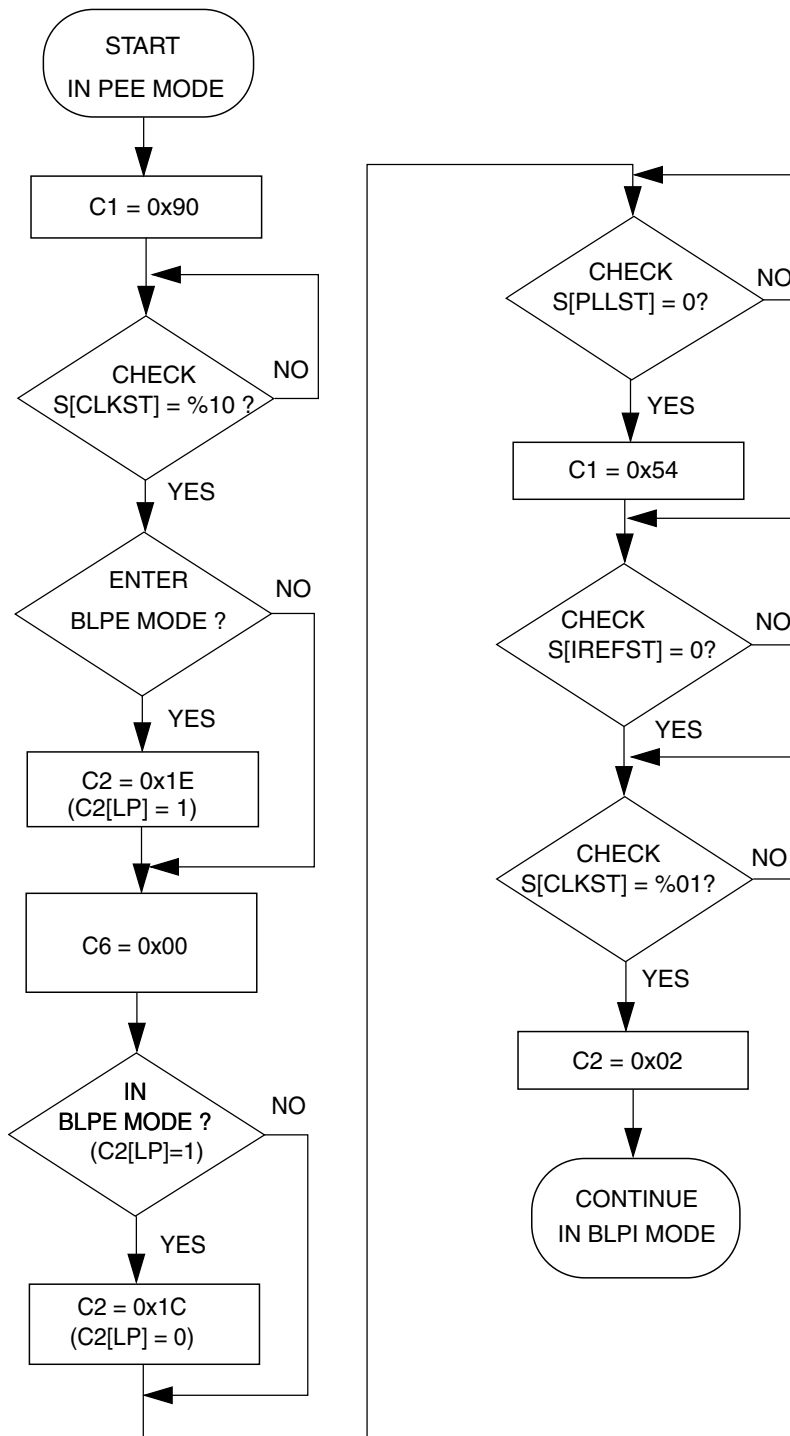 START
IN PEE MODE
C1 = 0x90
CHECK
S[CLKST] = %10 ?
NO
YES
ENTER
BLPE MODE ?
NO
YES
C2 = 0x1E
(C2[LP] = 1)
C6 = 0x00
IN
BLPE MODE ?
(C2[LP]=1)
NO
YES
C2 = 0x1C
(C2[LP] = 0)
CHECK
S[PLLST] = 0?
NO
YES
C1 = 0x54
CHECK
S[IREFST] = 0?
NO
YES
CHECK
S[CLKST] = %01?
NO
YES
C2 = 0x02
CONTINUE
IN BLPI MODE